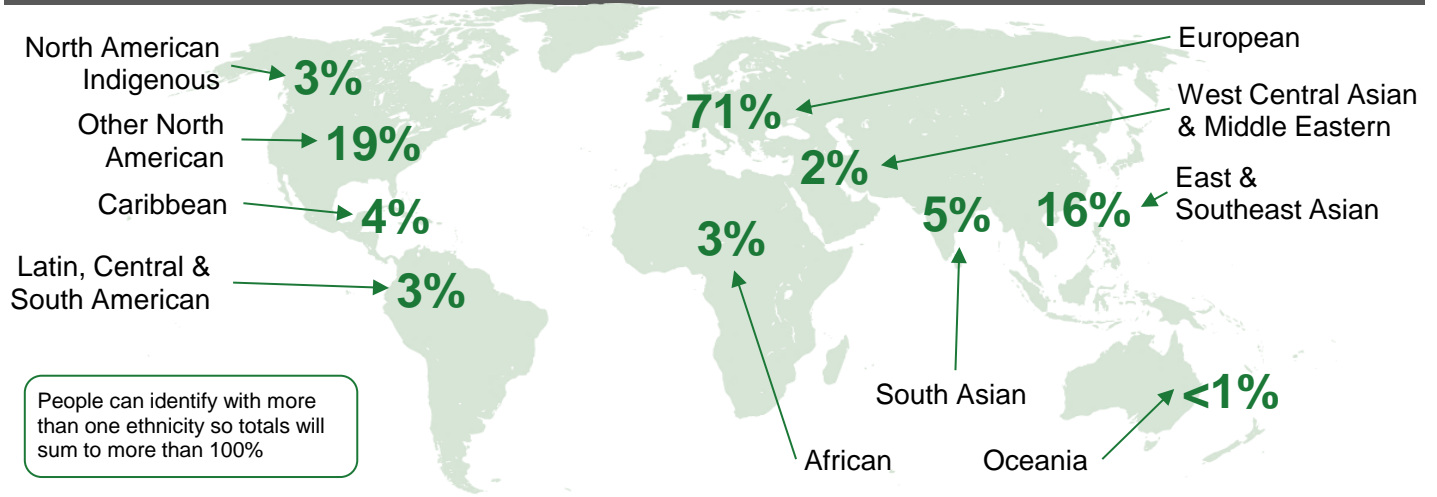 North American
Indigenous
3%
Other North
American
19%
Caribbean
4%
Latin, Central &
South American
3%
European
71%
West Central Asian
& Middle Eastern
2%
East &
Southeast Asian
16%
5%
South Asian
3%
African
<1%
Oceania
People can identify with more
than one ethnicity so totals will
sum to more than 100%